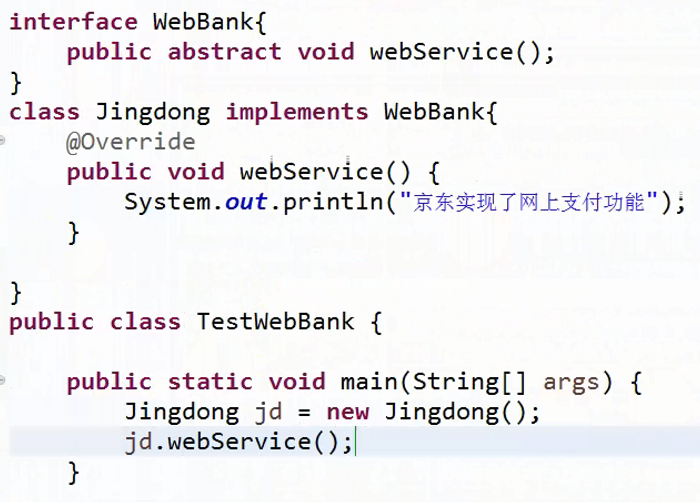 interface WebBank{
public abstract void webService();
}
class Jingdong implements WebBank{
@Override
public void webService() {
System.out.println("京东实现了网上支付功能");
}
}
public class TestWebBank {
public static void main(String[] args) {
Jingdong jd = new Jingdong();
jd.webService();
}